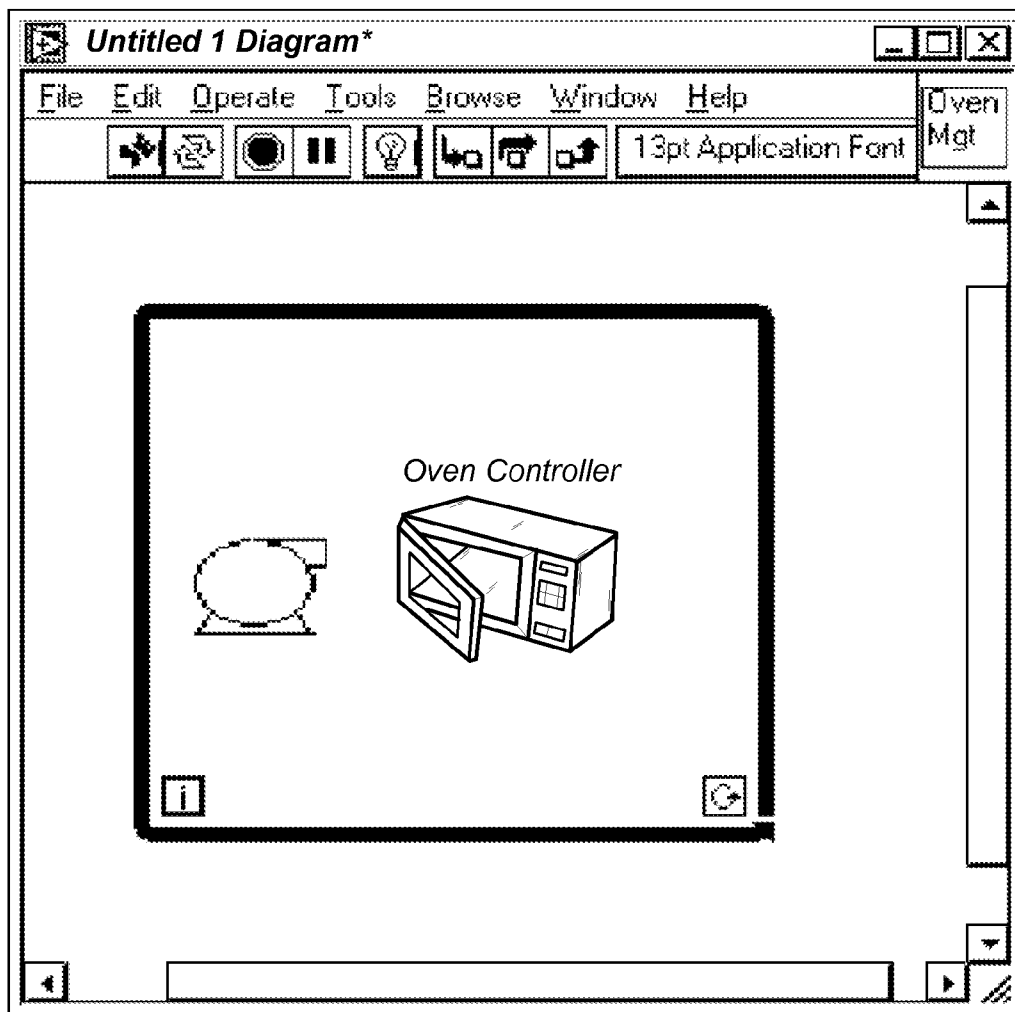 Untitled 1 Diagram*
File Edit Operate Tools Browse Window Help
13pt Application Font
Oven
Mgt
Oven Controller
i